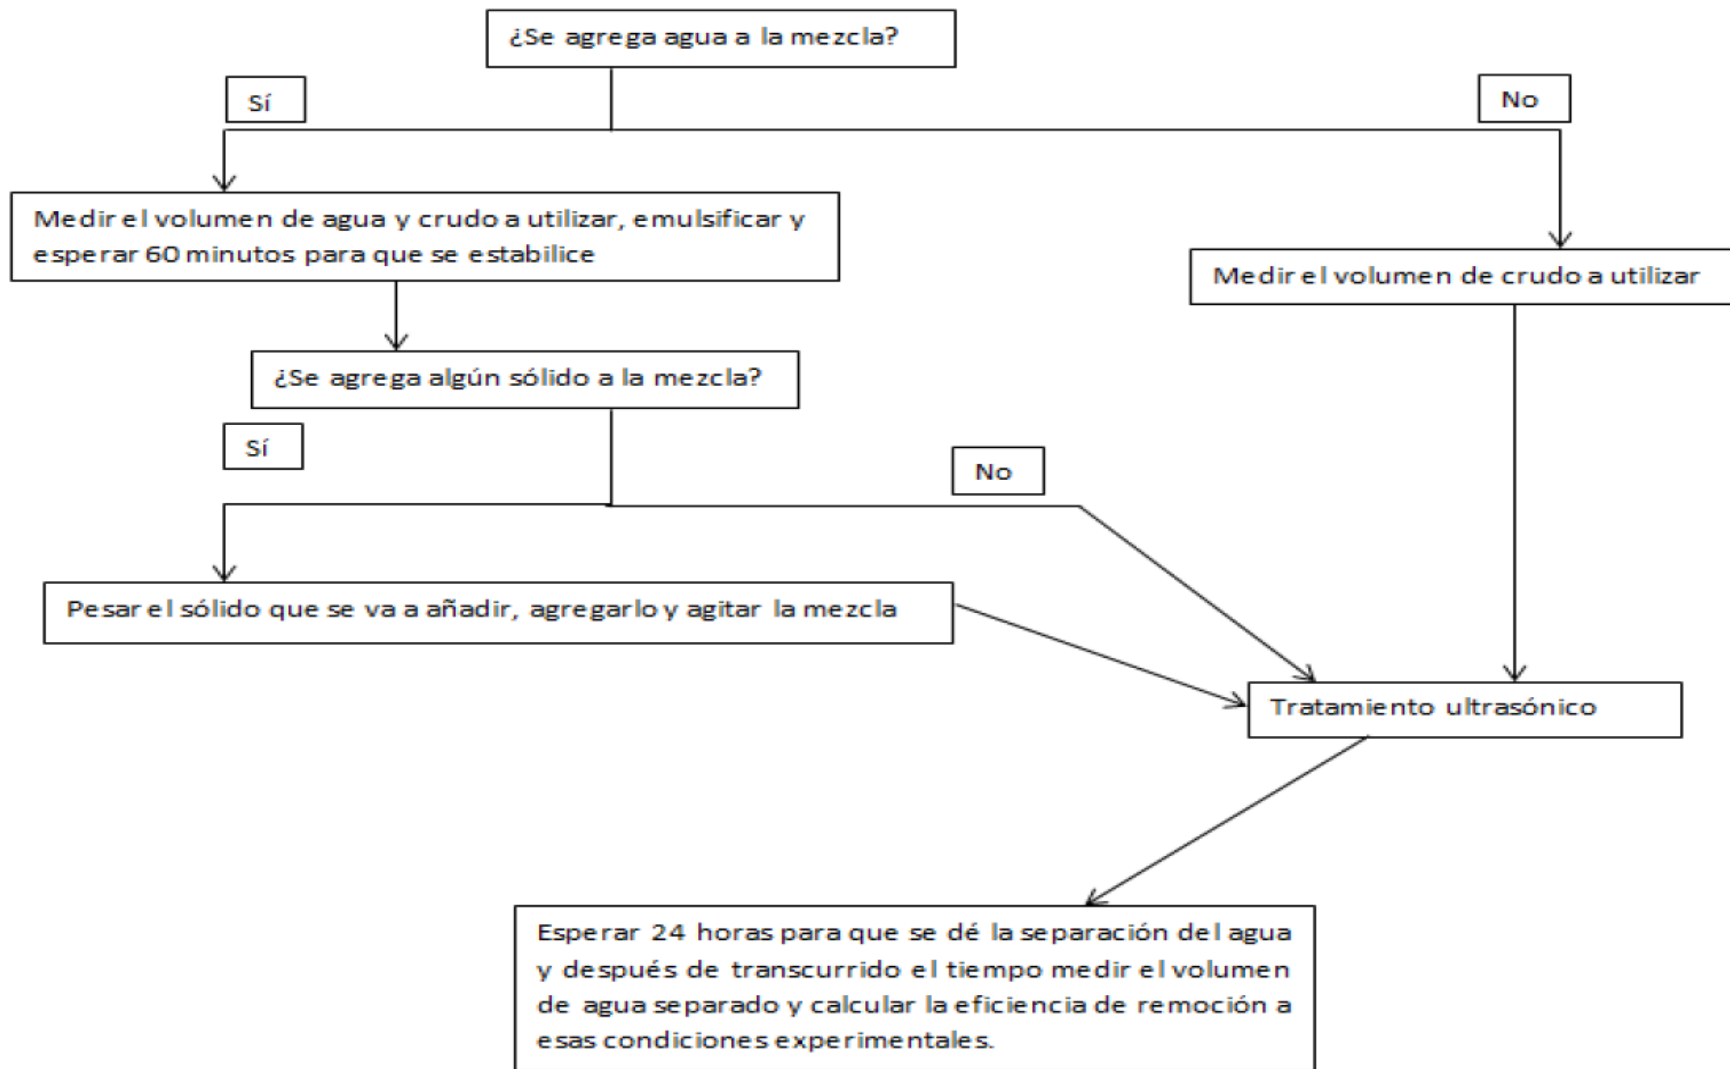 ¿Se agrega agua a la mezcla?
Sí
No
Medir el volumen de agua y crudo a utilizar, emulsificar y
esperar 60 minutos para que se estabilice
Medir el volumen de crudo a utilizar
¿Se agrega algún sólido a la mezcla?
Sí
No
Pesar el sólido que se va a añadir, agregarlo y agitar la mezcla
Tratamiento ultrasónico
Esperar 24 horas para que se dé la separación del agua
y después de transcurrido el tiempo medir el volumen
de agua separado y calcular la eficiencia de remoción a
esas condiciones experimentales.